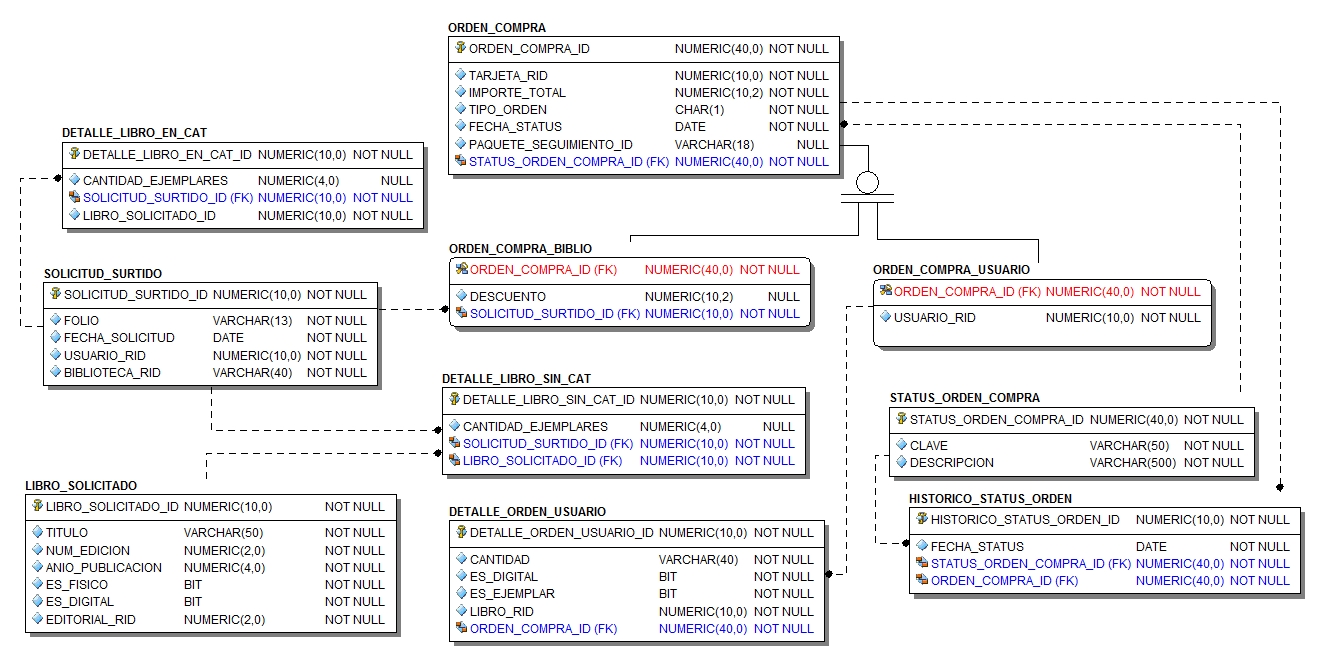 ORDEN_COMPRA
ORDEN_COMPRA_ID NUMERIC(40,0) NOT NULL
TARJETA_RID NUMERIC(10,0) NOT NULL
IMPORTE_TOTAL NUMERIC(10,2) NOT NULL
TIPO_ORDEN CHAR(1) NOT NULL
FECHA_STATUS DATE NOT NULL
PAQUETE_SEGUIMIENTO_ID VARCHAR(18) NULL
STATUS_ORDEN_COMPRA_ID (FK) NUMERIC(40,0) NOT NULL
DETALLE_LIBRO_EN_CAT
DETALLE_LIBRO_EN_CAT_ID NUMERIC(10,0) NOT NULL
CANTIDAD_EJEMPLARES NUMERIC(4,0) NULL
SOLICITUD_SURTIDO_ID (FK) NUMERIC(10,0) NOT NULL
LIBRO_SOLICITADO_ID NUMERIC(10,0) NOT NULL
ORDEN_COMPRA_BIBLIO
ORDEN_COMPRA_ID (FK) NUMERIC(40,0) NOT NULL
DESCUENTO NUMERIC(10,2) NULL
SOLICITUD_SURTIDO_ID (FK) NUMERIC(10,0) NOT NULL
ORDEN_COMPRA_USUARIO
ORDEN_COMPRA_ID (FK) NUMERIC(40,0) NOT NULL
USUARIO_RID NUMERIC(10,0) NOT NULL
SOLICITUD_SURTIDO
SOLICITUD_SURTIDO_ID NUMERIC(10,0) NOT NULL
FOLIO VARCHAR(13) NOT NULL
FECHA_SOLICITUD DATE NOT NULL
USUARIO_RID NUMERIC(10,0) NOT NULL
BIBLIOTECA_RID VARCHAR(40) NOT NULL
DETALLE_LIBRO_SIN_CAT
DETALLE_LIBRO_SIN_CAT_ID NUMERIC(10,0) NOT NULL
CANTIDAD_EJEMPLARES NUMERIC(4,0) NULL
SOLICITUD_SURTIDO_ID (FK) NUMERIC(10,0) NOT NULL
LIBRO_SOLICITADO_ID (FK) NUMERIC(10,0) NOT NULL
STATUS_ORDEN_COMPRA
STATUS_ORDEN_COMPRA_ID NUMERIC(40,0) NOT NULL
CLAVE VARCHAR(50) NOT NULL
DESCRIPCION VARCHAR(500) NOT NULL
LIBRO_SOLICITADO
LIBRO_SOLICITADO_ID NUMERIC(10,0) NOT NULL
TITULO VARCHAR(50) NOT NULL
NUM_EDICION NUMERIC(2,0) NOT NULL
ANIO_PUBLICACION NUMERIC(4,0) NOT NULL
ES_FISICO BIT NOT NULL
ES_DIGITAL BIT NOT NULL
EDITORIAL_RID NUMERIC(2,0) NOT NULL
DETALLE_ORDEN_USUARIO
DETALLE_ORDEN_USUARIO_ID NUMERIC(10,0) NOT NULL
CANTIDAD VARCHAR(40) NOT NULL
ES_DIGITAL BIT NOT NULL
ES_EJEMPLAR BIT NOT NULL
LIBRO_RID NUMERIC(10,0) NOT NULL
ORDEN_COMPRA_ID (FK) NUMERIC(40,0) NOT NULL
HISTORICO_STATUS_ORDEN
HISTORICO_STATUS_ORDEN_ID NUMERIC(10,0) NOT NULL
FECHA_STATUS DATE NOT NULL
STATUS_ORDEN_COMPRA_ID (FK) NUMERIC(40,0) NOT NULL
ORDEN_COMPRA_ID (FK) NUMERIC(40,0) NOT NULL